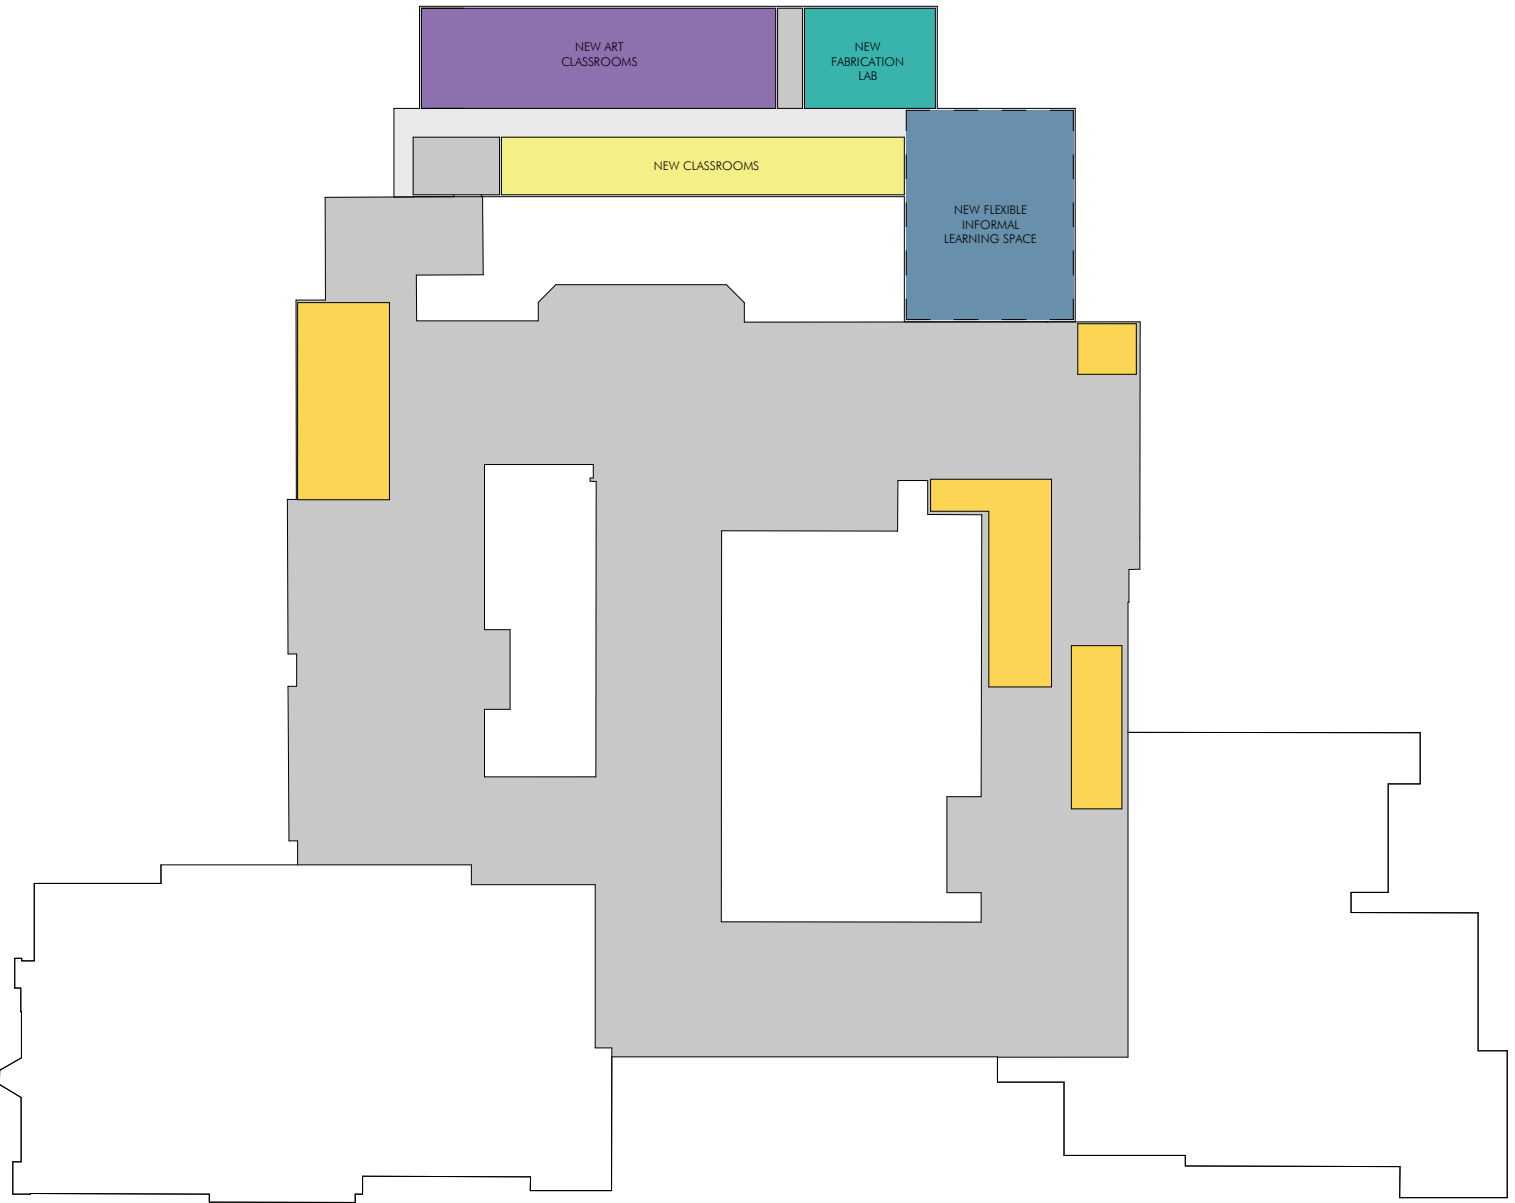 NEW ART
CLASSROOMS
NEW
FABRICATION
LAB
NEW CLASSROOMS
NEW FLEXIBLE
INFORMAL
LEARNING SPACE